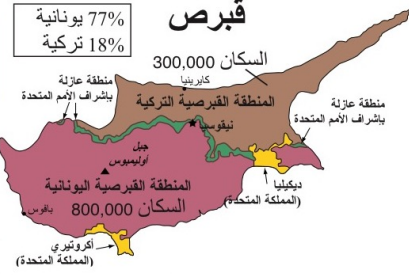 قبرص
77% يونانية
18% تركية
السكان 300,000
كايرينيا
منطقة عازلة
بإشراف الأمم المتحدة
المنطقة القبرصية التركية
منطقة عازلة
بإشراف الأمم المتحدة
نيقوسيا
جبل
أوليمبوس
المنطقة القبرصية اليونانية
السكان 800,000
ديكيليا
(المملكة المتحدة)
بافوس
أكروتيري
(المملكة المتحدة)